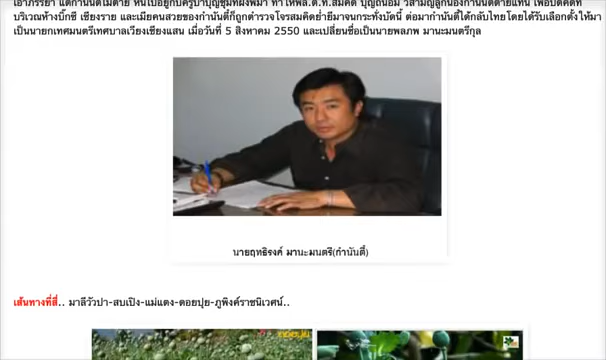 บริเวณห้างบิ๊กซี เชียงราย และเมียคนสวยของกำนันตี๋ก็ถูกตำรวจโจรสมคิดย่ำยีมาจนกระทั่งบัดนี้ ต่อมากำนันตี๋ได้กลับไทยโดยได้รับเลือกตั้งให้มา
เป็นนายกเทศมนตรีเทศบาลเวียงเชียงแสน เมื่อวันที่ 5 สิงหาคม 2550 และเปลี่ยนชื่อเป็นนายพลภพ มานะมนตรีกุล
นายฤทธิรงค์ มานะมนตรี(กำนันตี๋)
เส้นทางที่สี่.. มาลีวัวปา-สบเปิง-แม่แตง-ดอยปุย-ภูพิงค์ราชนิเวศน์..